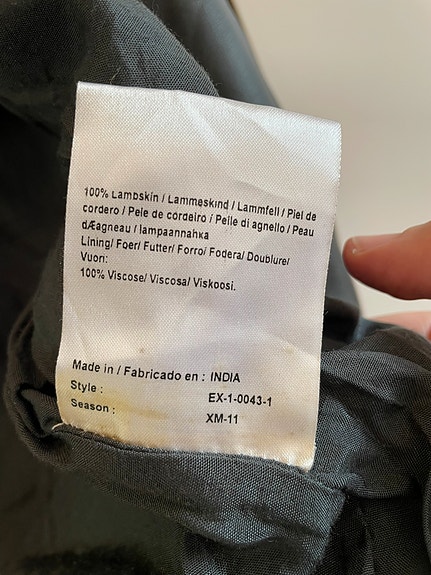 100% Lambskin / Lammeskind / Lammfell / Piel de
cordero / Pele de cordeiro / Pelle di agnello / Peau
dÆagneau / lampaannahka
Lining/ Foer/ Futter/ Forro/ Fodera/ Doublure/
Vuori:
100% Viscose/ Viscosa/ Viskoosi.
Made in / Fabricado en : INDIA
Style : EX-1-0043-1
Season : XM-11